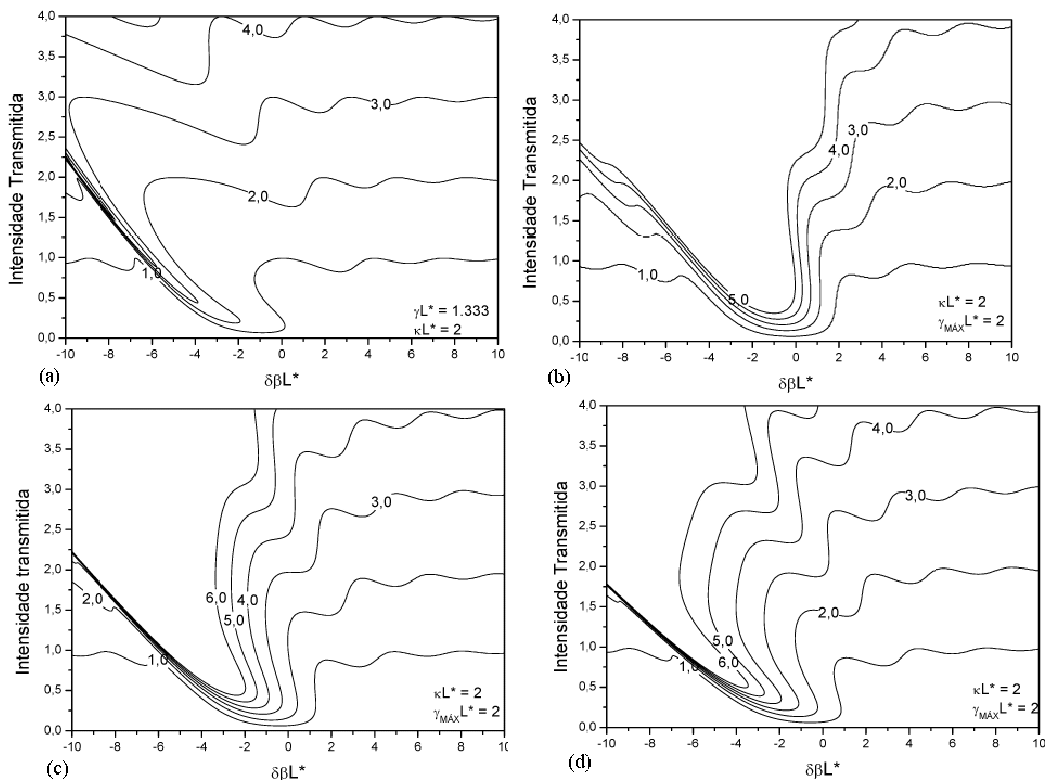 Intensidade Transmitida
4,0
3,5
3,0
2,5
2,0
1,5
1,0
0,5
0,0
4,0
3,0
2,0
1,0
γL* = 1.333
κL* = 2
-10 -8 -6 -4 -2 0 2 4 6 8 10
δβL*
(a)
Intensidade Transmitida
4,0
3,5
3,0
2,5
2,0
1,5
1,0
0,5
0,0
3,0
4,0
2,0
1,0
5,0
κL* = 2
γMÁXL* = 2
-10 -8 -6 -4 -2 0 2 4 6 8 10
δβL*
(b)
Intensidade transmitida
4,0
3,5
3,0
2,5
2,0
1,5
1,0
0,5
0,0
3,0
6,0
4,0
5,0
2,0
1,0
κL* = 2
γMÁXL* = 2
-10 -8 -6 -4 -2 0 2 4 6 8 10
δβL*
(c)
Intensidade Transmitida
4,0
3,5
3,0
2,5
2,0
1,5
1,0
0,5
0,0
4,0
3,0
2,0
5,0
6,0
1,0
κL* = 2
γMÁXL* = 2
-10 -8 -6 -4 -2 0 2 4 6 8 10
δβL*
(d)